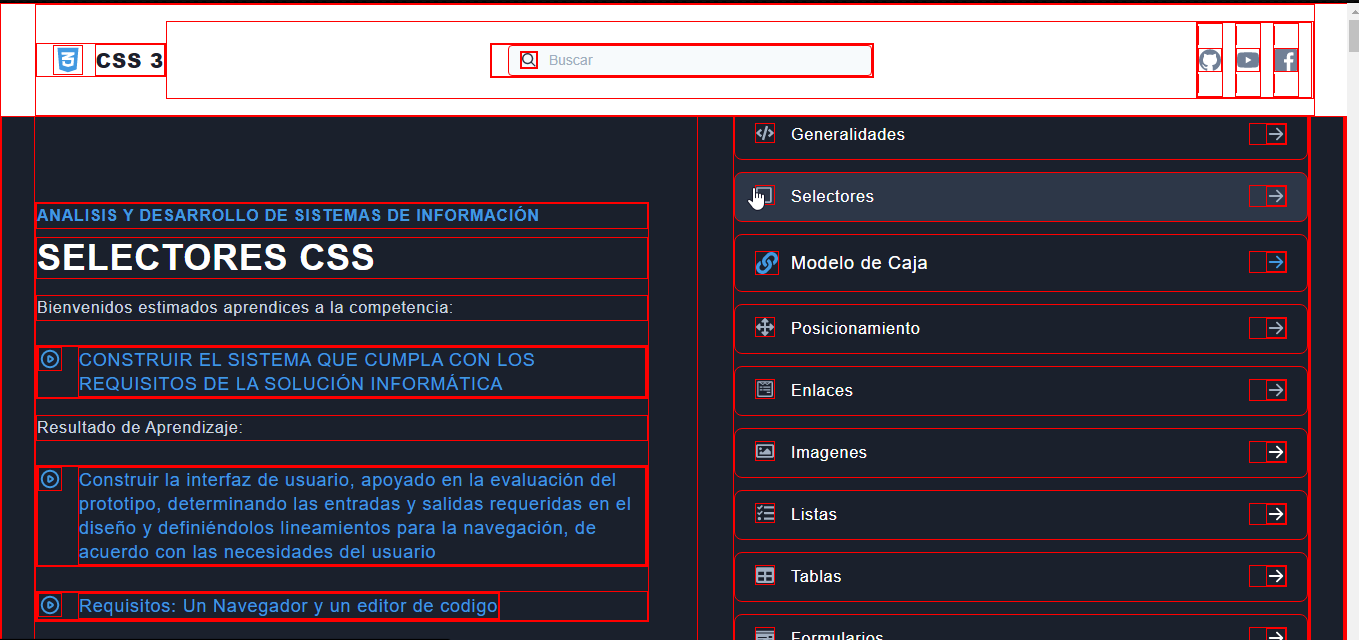 CSS 3
Buscar
ANALISIS Y DESARROLLO DE SISTEMAS DE INFORMACIÓN
SELECTORES CSS
Bienvenidos estimados aprendices a la competencia:
CONSTRUIR EL SISTEMA QUE CUMPLA CON LOS
REQUISITOS DE LA SOLUCIÓN INFORMÁTICA
Resultado de Aprendizaje:
Construir la interfaz de usuario, apoyado en la evaluación del
prototipo, determinando las entradas y salidas requeridas en el
diseño y definiéndolos lineamientos para la navegación, de
acuerdo con las necesidades del usuario
Requisitos: Un Navegador y un editor de codigo
Generalidades
Selectores
Modelo de Caja
Posicionamiento
Enlaces
Imagenes
Listas
Tablas
Formularios